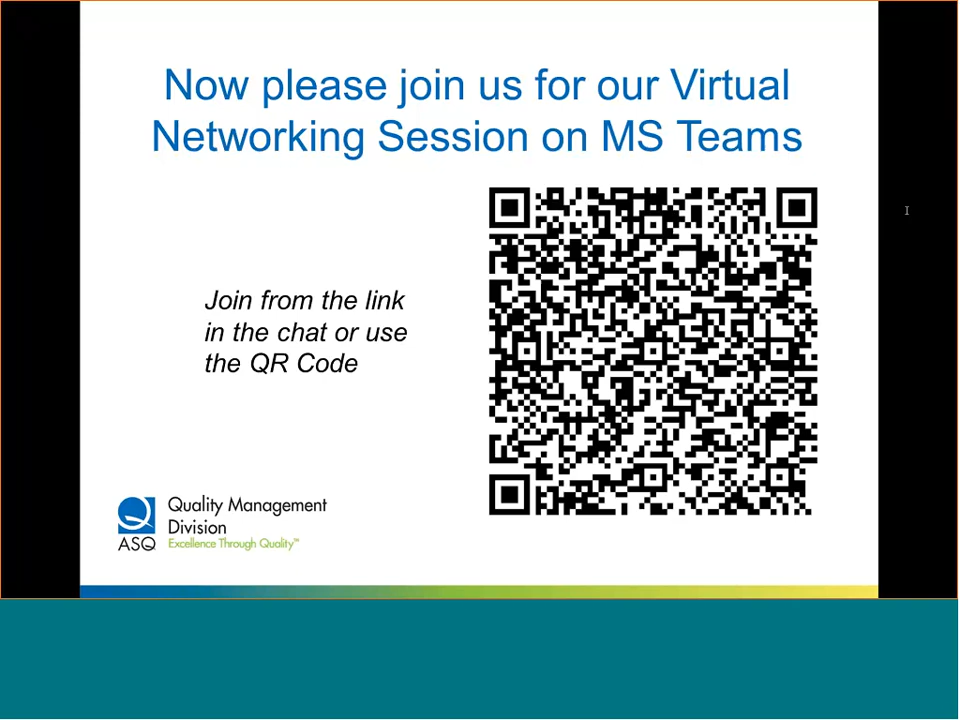 Now please join us for our Virtual
Networking Session on MS Teams
Join from the link
in the chat or use
the QR Code
Quality Management
Division
ASQ Excellence Through Quality™